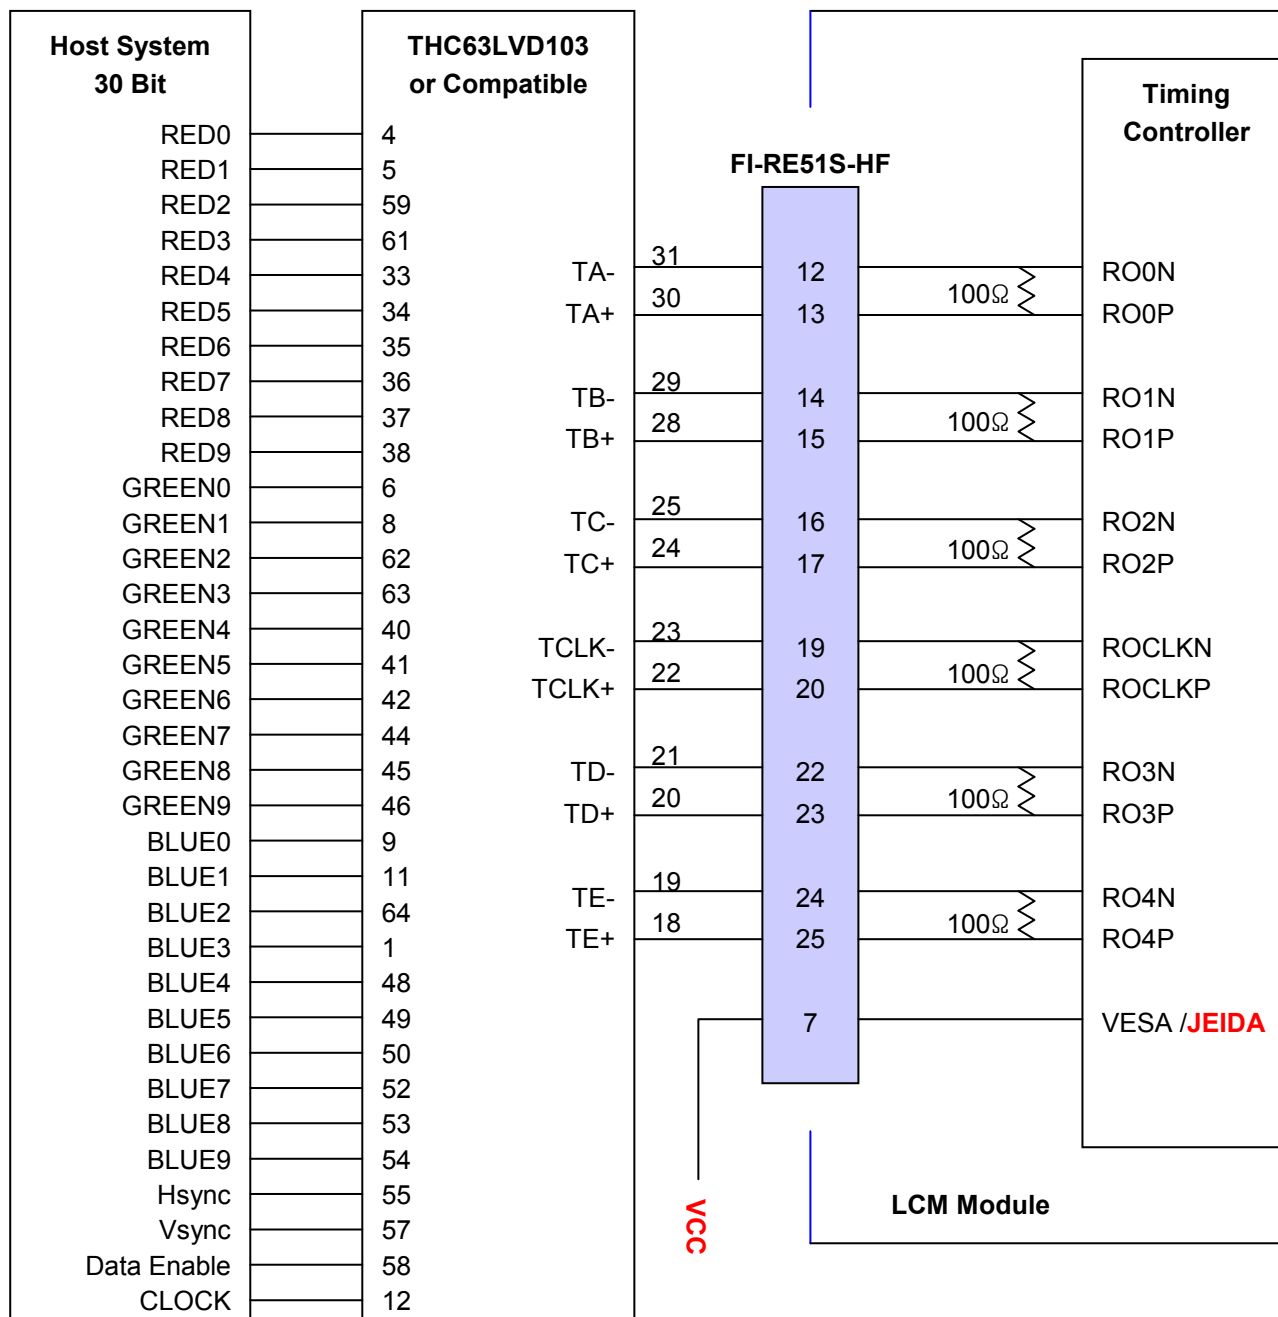 Host System
30 Bit
RED0
RED1
RED2
RED3
RED4
RED5
RED6
RED7
RED8
RED9
GREEN0
GREEN1
GREEN2
GREEN3
GREEN4
GREEN5
GREEN6
GREEN7
GREEN8
GREEN9
BLUE0
BLUE1
BLUE2
BLUE3
BLUE4
BLUE5
BLUE6
BLUE7
BLUE8
BLUE9
Hsync
Vsync
Data Enable
CLOCK
THC63LVD103
or Compatible
4
5
59
61
33
34
35
36
37
38
6
8
62
63
40
41
42
44
45
46
9
11
64
1
48
49
50
52
53
54
55
57
58
12
TA-
TA+
TB-
TB+
TC-
TC+
TCLK-
TCLK+
TD-
TD+
TE-
TE+
31
30
29
28
25
24
23
22
21
20
19
18
VCC
FI-RE51S-HF
12
13
14
15
16
17
19
20
22
23
24
25
7
100Ω
100Ω
100Ω
100Ω
100Ω
100Ω
Timing
Controller
RO0N
RO0P
RO1N
RO1P
RO2N
RO2P
ROCLKN
ROCLKP
RO3N
RO3P
RO4N
RO4P
VESA /JEIDA
LCM Module